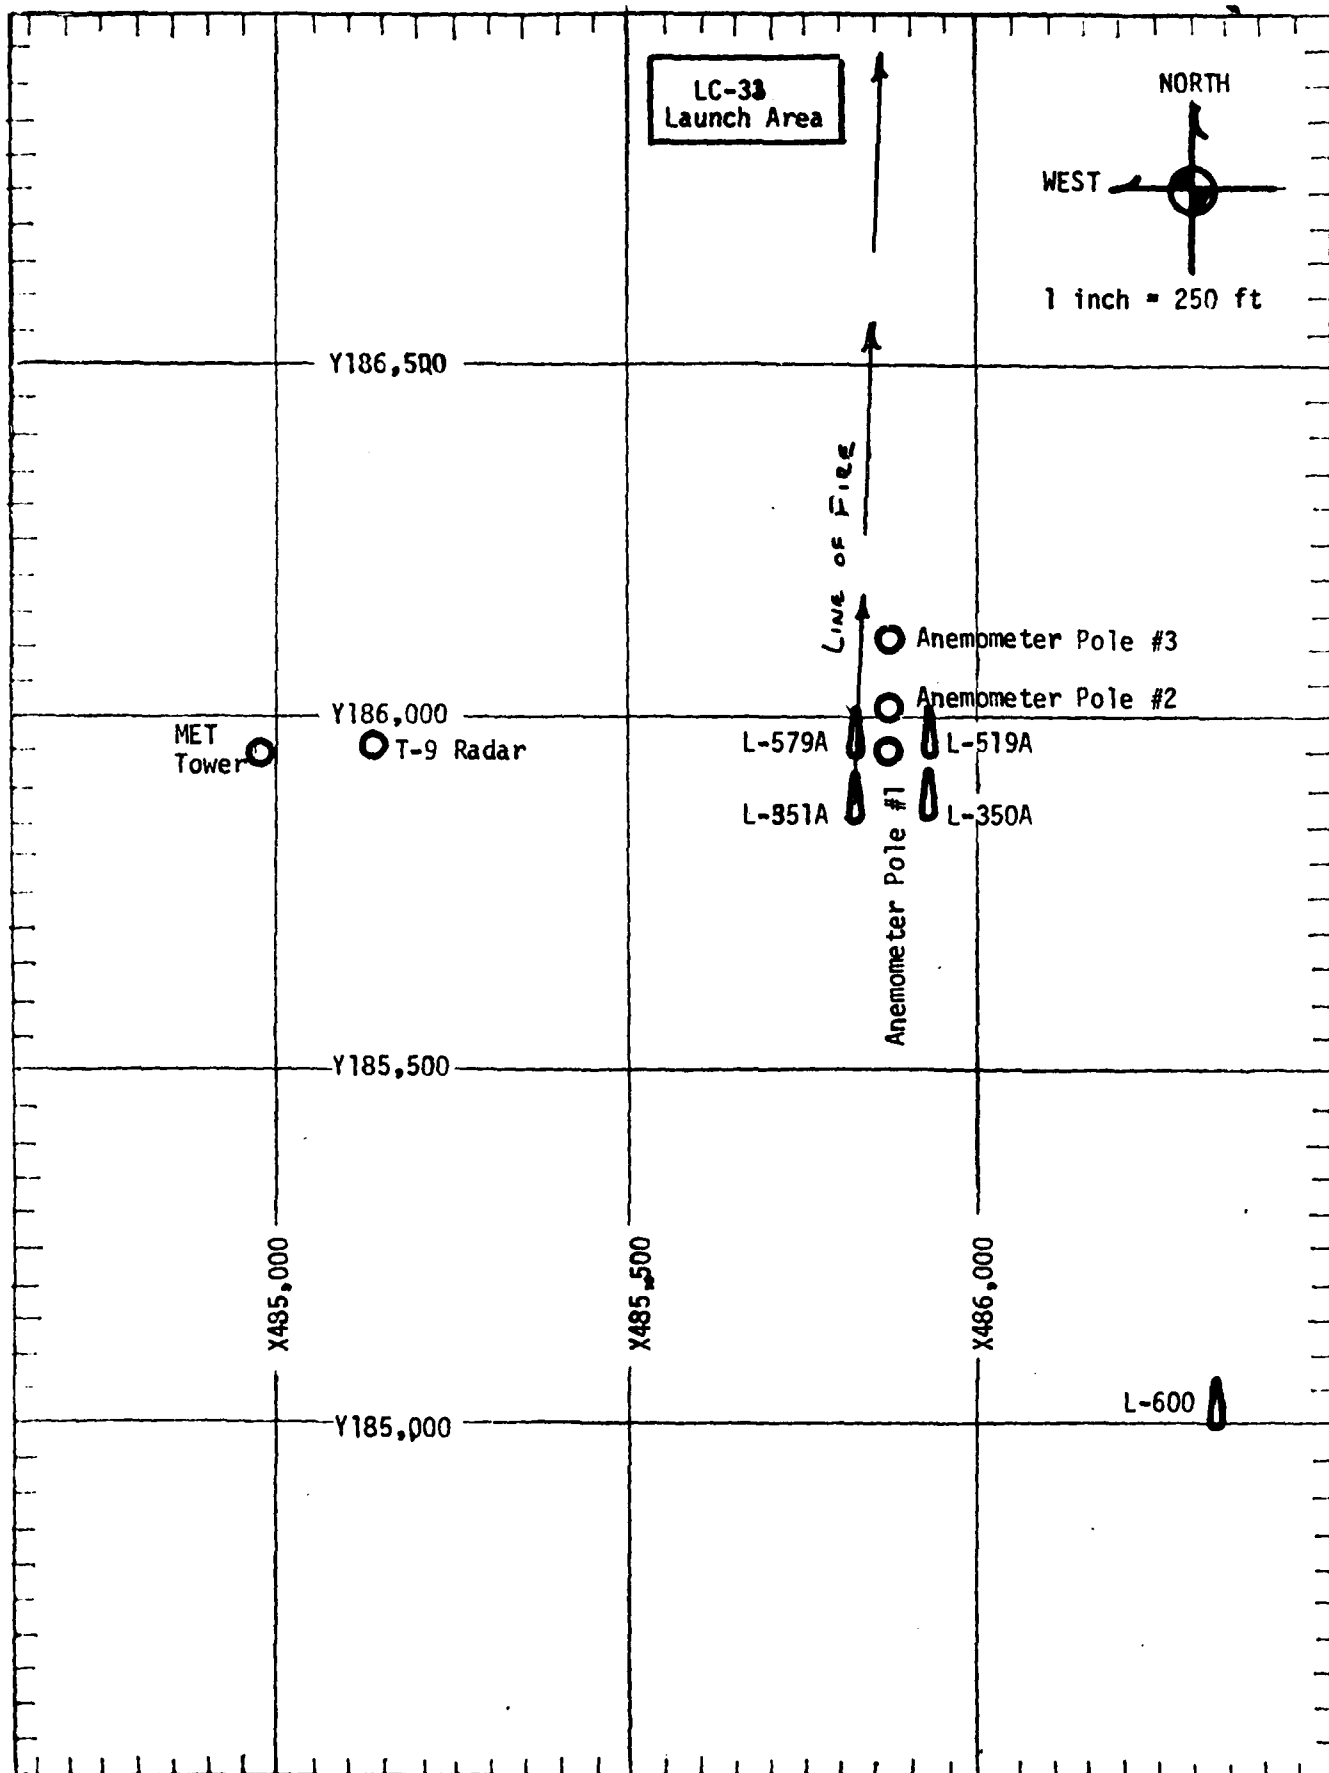 LC-33
Launch Area
NORTH
WEST
1 inch = 250 ft
Y186,500
LINE OF FIRE
Anemometer Pole #3
Anemometer Pole #2
Y186,000
MET
Tower
T-9 Radar
L-579A
L-519A
L-351A
L-350A
Anemometer Pole #1
Y185,500
X485,000
X485,500
X486,000
L-600
Y185,000